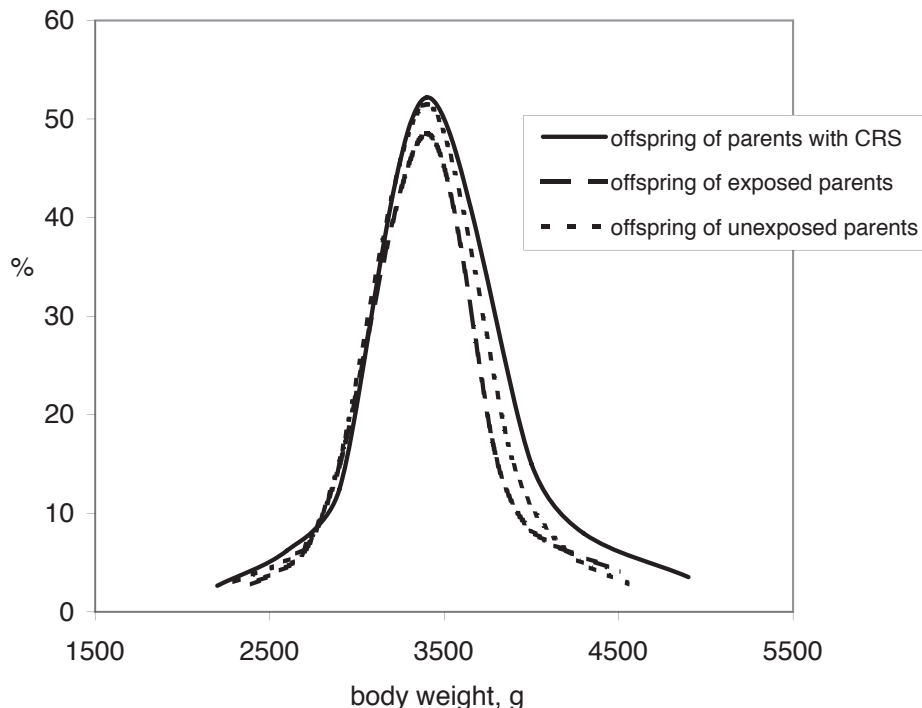 60
50
offspring of parents with CRS
40
offspring of exposed parents
offspring of unexposed parents
%
30
20
10
0
1500 2500 3500 4500 5500
body weight, g